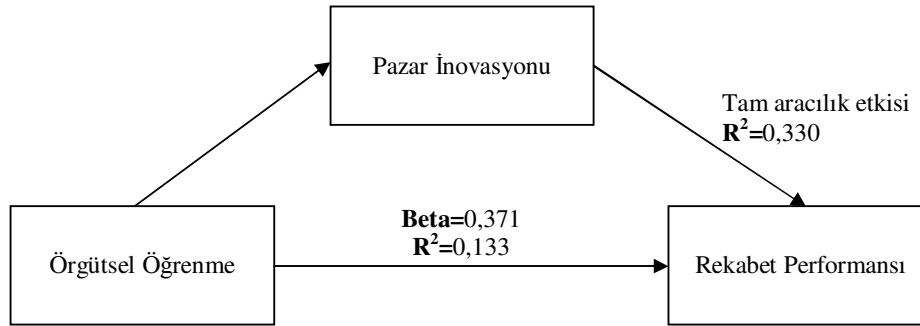 Pazar İnovasyonu
Tam aracılık etkisi
R²=0,330
Beta=0,371
R²=0,133
Örgütsel Öğrenme
Rekabet Performansı